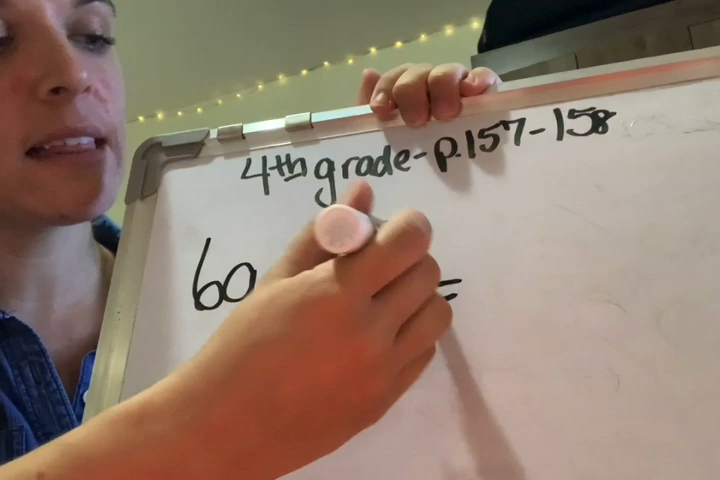 4th grade- p.157-158
60 =